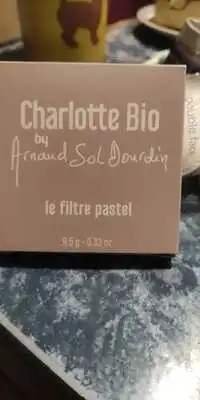 Charlotte Bio
by
Arnaud Sol Dourdin
le filtre pastel
9.5 g - 0.33 oz